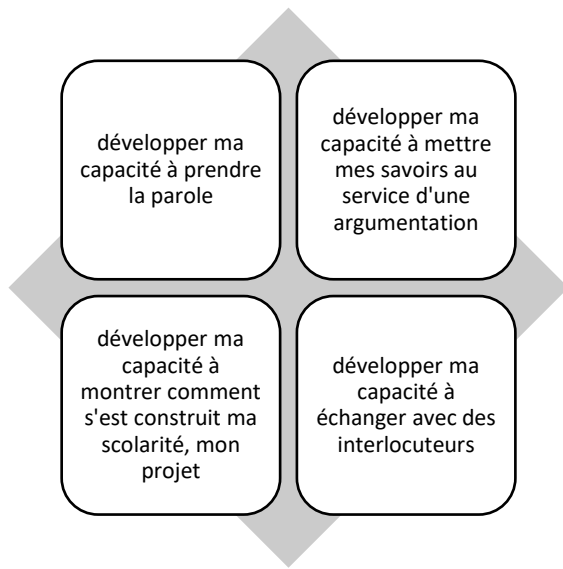 développer ma
capacité à prendre
la parole
développer ma
capacité à mettre
mes savoirs au
service d'une
argumentation
développer ma
capacité à
montrer comment
s'est construit ma
scolarité, mon
projet
développer ma
capacité à
échanger avec des
interlocuteurs